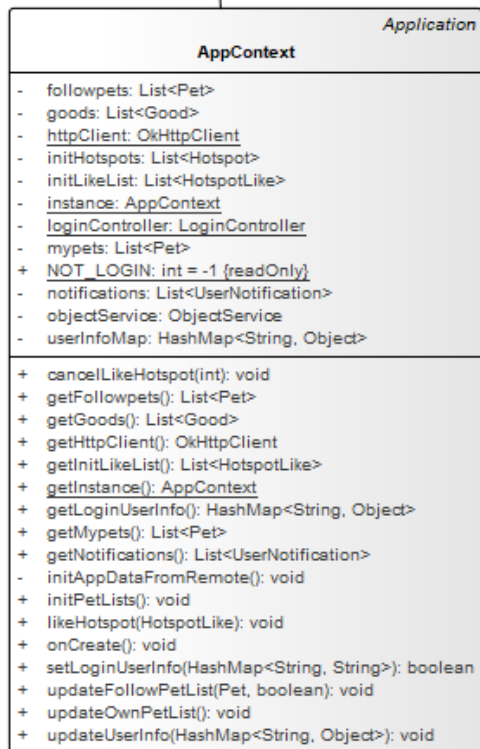 Application
AppContext
- followpets: List<Pet>
- goods: List<Good>
- httpClient: OkHttpClient
- initHotspots: List<Hotspot>
- initLikeList: List<HotspotLike>
- instance: AppContext
- loginController: LoginController
- mypets: List<Pet>
+ NOT_LOGIN: int = -1 {readOnly}
- notifications: List<UserNotification>
- objectService: ObjectService
- userInfoMap: HashMap<String, Object>
+ cancelLikeHotspot(int): void
+ getFollowpets(): List<Pet>
+ getGoods(): List<Good>
+ getHttpClient(): OkHttpClient
+ getInitLikeList(): List<HotspotLike>
+ getInstance(): AppContext
+ getLoginUserInfo(): HashMap<String, Object>
+ getMypets(): List<Pet>
+ getNotifications(): List<UserNotification>
- initAppDataFromRemote(): void
+ initPetLists(): void
+ likeHotspot(HotspotLike): void
+ onCreate(): void
+ setLoginUserInfo(HashMap<String, String>): boolean
+ updateFollowPetList(Pet, boolean): void
+ updateOwnPetList(): void
+ updateUserInfo(HashMap<String, Object>): void